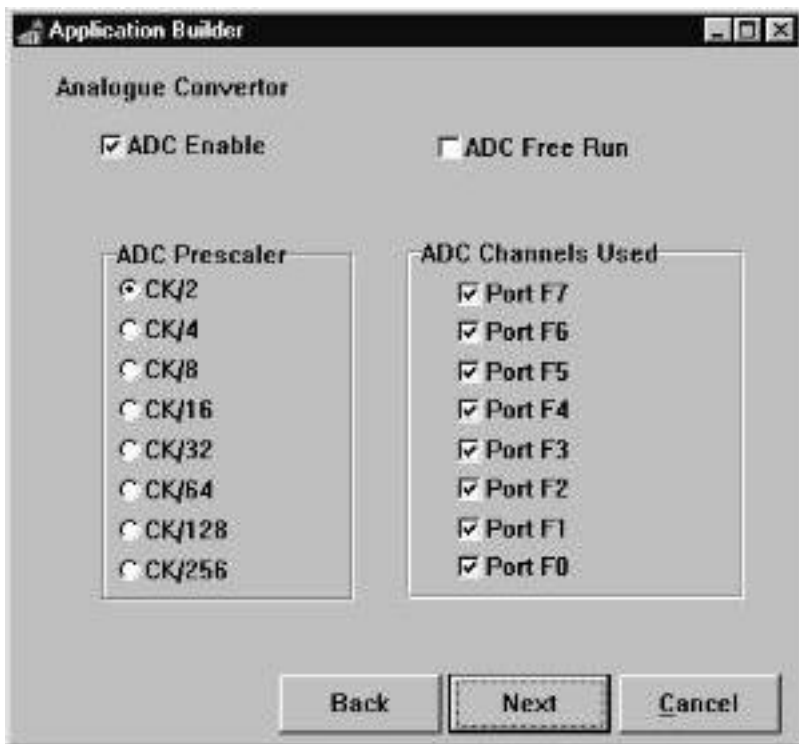 Application Builder
Analogue Convertor
ADC Enable
ADC Free Run
ADC Prescaler
CK/2
CK/4
CK/8
CK/16
CK/32
CK/64
CK/128
CK/256
ADC Channels Used
Port F7
Port F6
Port F5
Port F4
Port F3
Port F2
Port F1
Port F0
Back
Next
Cancel